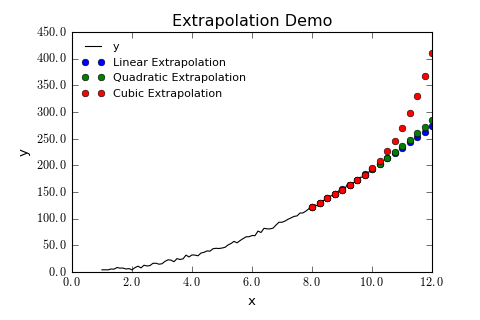 Extrapolation Demo
450.0
400.0
350.0
300.0
250.0
200.0
150.0
100.0
50.0
0.0
y
y
Linear Extrapolation
Quadratic Extrapolation
Cubic Extrapolation
0.0 2.0 4.0 6.0 8.0 10.0 12.0
x